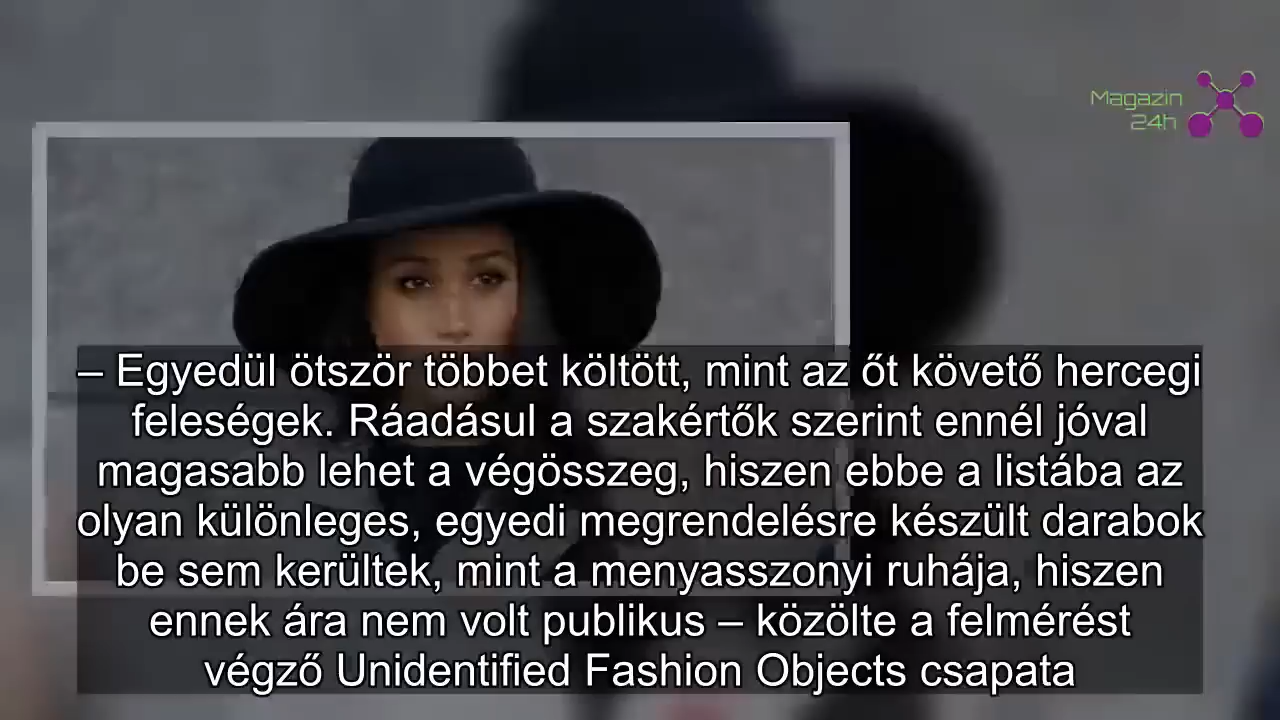 Magazin
24h
– Egyedül ötször többet költött, mint az őt követő hercegi
feleségek. Ráadásul a szakértők szerint ennél jóval
magasabb lehet a végösszeg, hiszen ebbe a listába az
olyan különleges, egyedi megrendelésre készült darabok
be sem kerültek, mint a menyasszonyi ruhája, hiszen
ennek ára nem volt publikus – közölte a felmérést
végző Unidentified Fashion Objects csapata